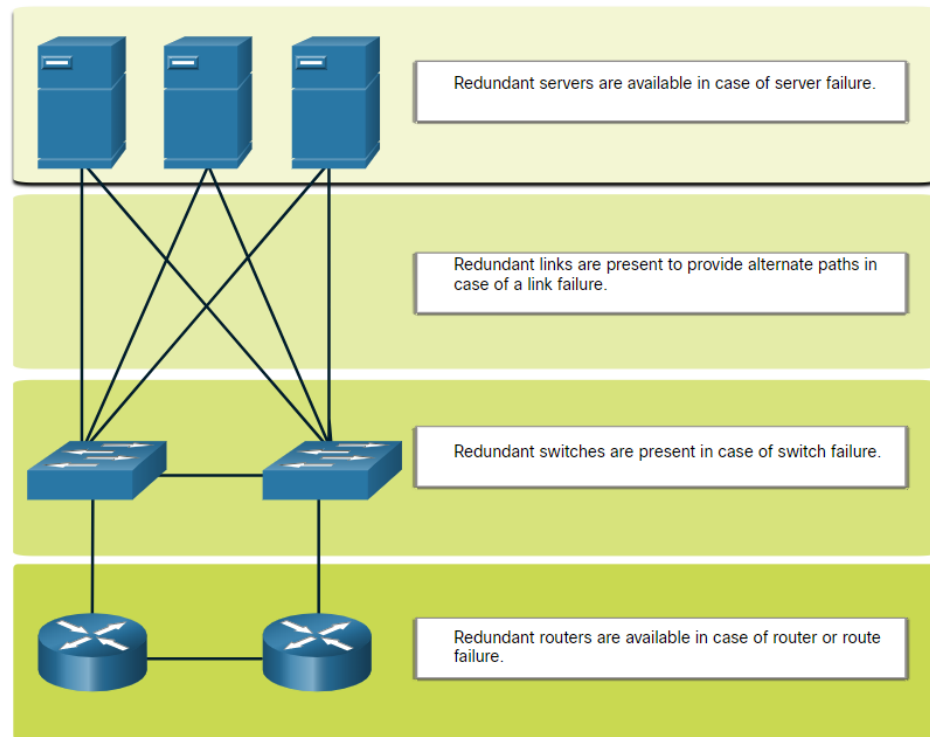 Redundant servers are available in case of server failure.
Redundant links are present to provide alternate paths in
case of a link failure.
Redundant switches are present in case of switch failure.
Redundant routers are available in case of router or route
failure.